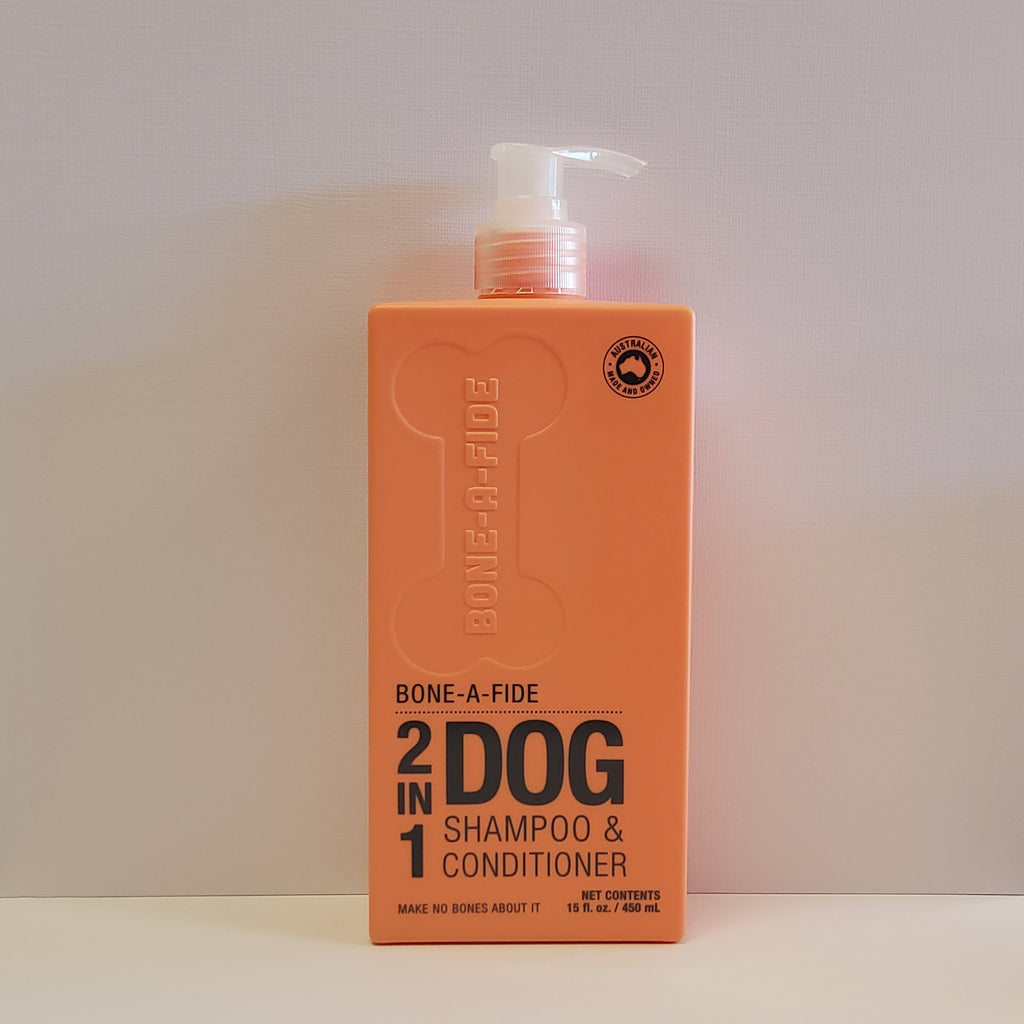 AUSTRALIAN
MADE AND OWNED
BONE-A-FIDE
BONE-A-FIDE
2 IN 1
DOG
SHAMPOO &
CONDITIONER
MAKE NO BONES ABOUT IT
NET CONTENTS
15 fl. oz. / 450 mL